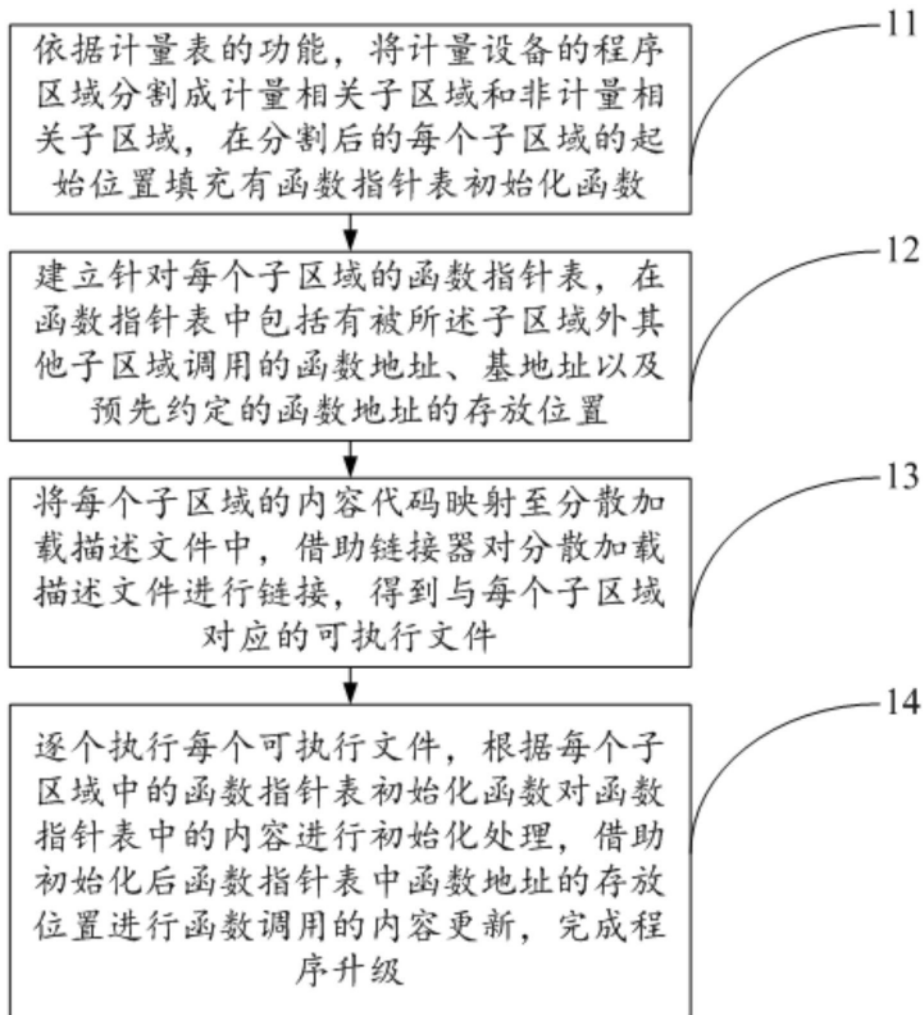 11
依据计量表的功能，将计量设备的程序
区域分割成计量相关子区域和非计量相
关子区域，在分割后的每个子区域的起
始位置填充有函数指针表初始化函数
12
建立针对每个子区域的函数指针表，在
函数指针表中包括有被所述子区域外其
他子区域调用的函数地址、基地址以及
预先约定的函数地址的存放位置
13
将每个子区域的内容代码映射至分散加
载描述文件中，借助链接器对分散加载
描述文件进行链接，得到与每个子区域
对应的可执行文件
14
逐个执行每个可执行文件，根据每个子
区域中的函数指针表初始化函数对函数
指针表中的内容进行初始化处理，借助
初始化后函数指针表中函数地址的存放
位置进行函数调用的内容更新，完成程
序升级